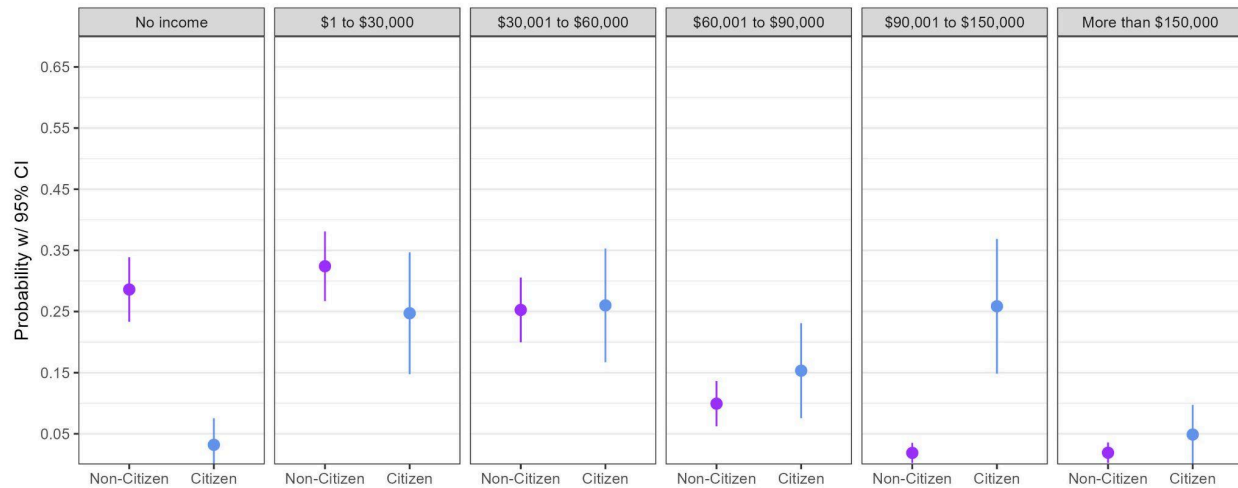 No income
$1 to $30,000
$30,001 to $60,000
$60,001 to $90,000
$90,001 to $150,000
More than $150,000
Probability w/ 95% CI
0.65
0.55
0.45
0.35
0.25
0.15
0.05
Non-Citizen Citizen
Non-Citizen Citizen
Non-Citizen Citizen
Non-Citizen Citizen
Non-Citizen Citizen
Non-Citizen Citizen